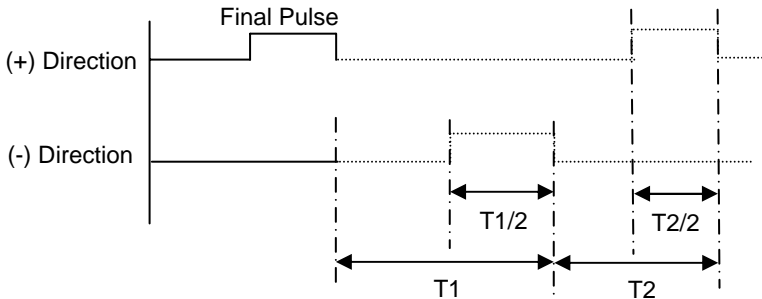 Final Pulse
(+) Direction
(-) Direction
T1/2
T2/2
T1
T2